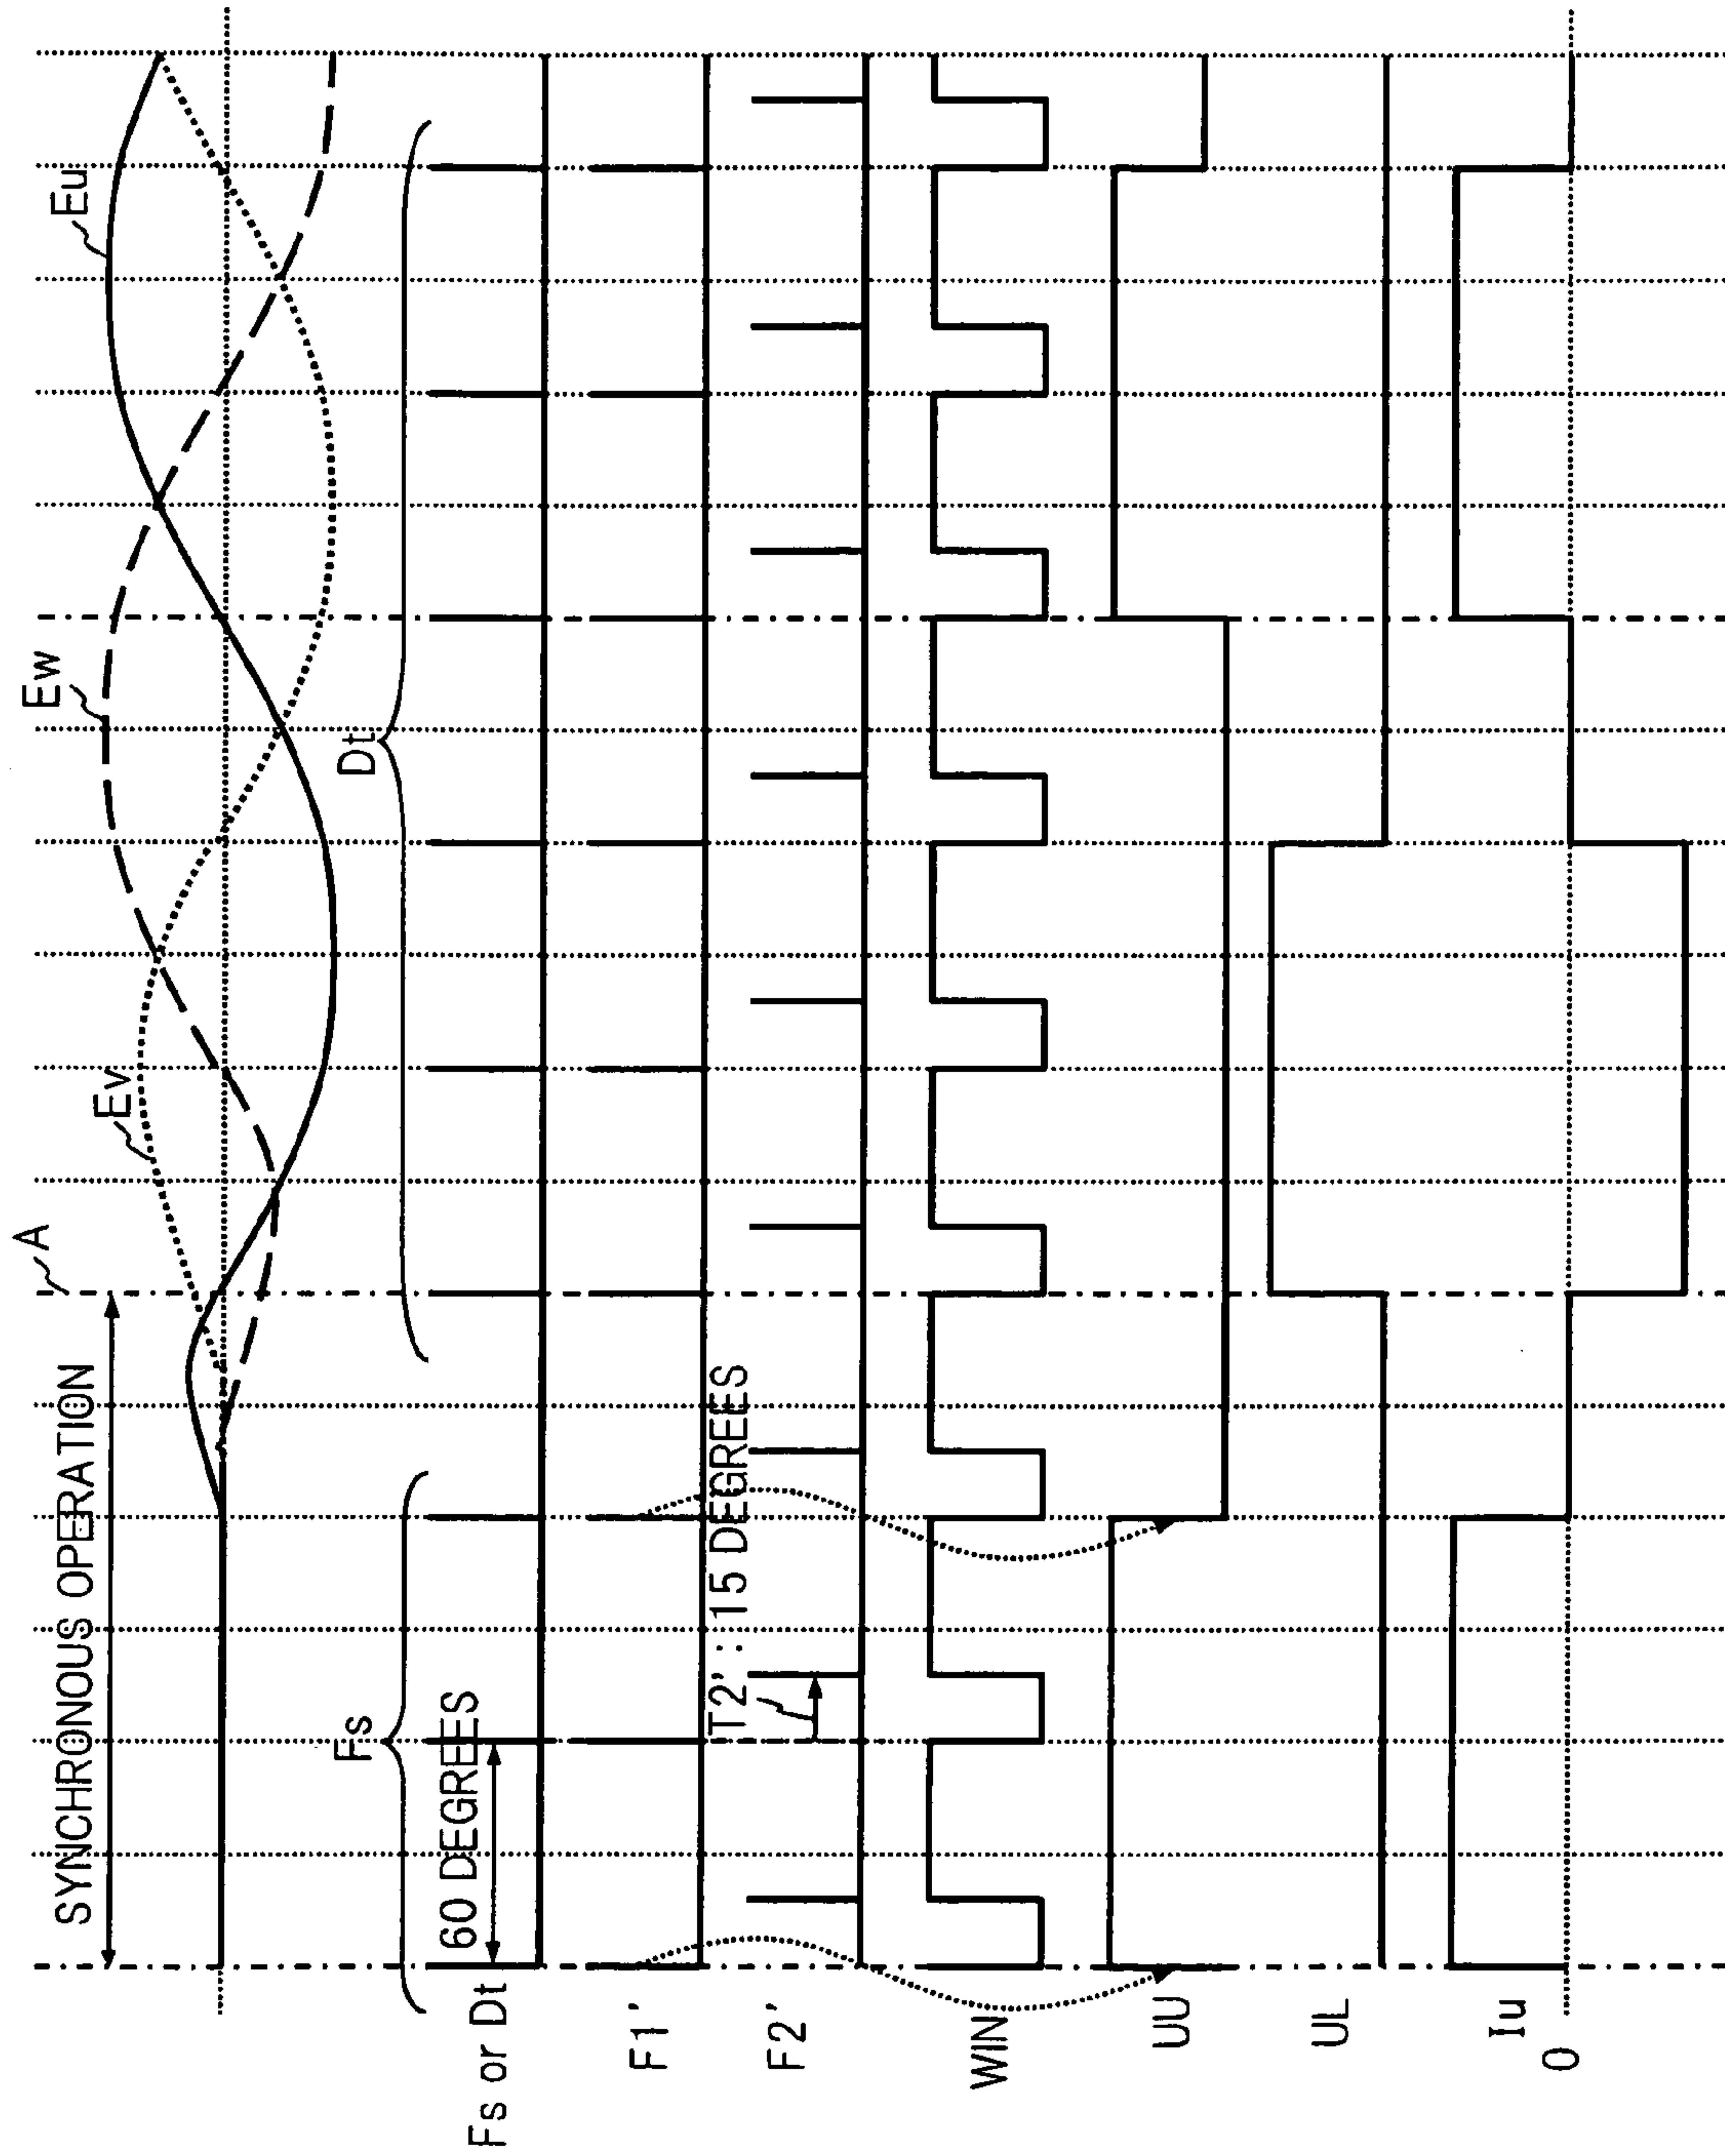 SYNCHRONOUS OPERATION
A
Ev
Ew
Eu
Fs
Dt
Fs or Dt
60 DEGREES
F1'
F2'
T2':15 DEGREES
WIN
UU
UL
Iu
0